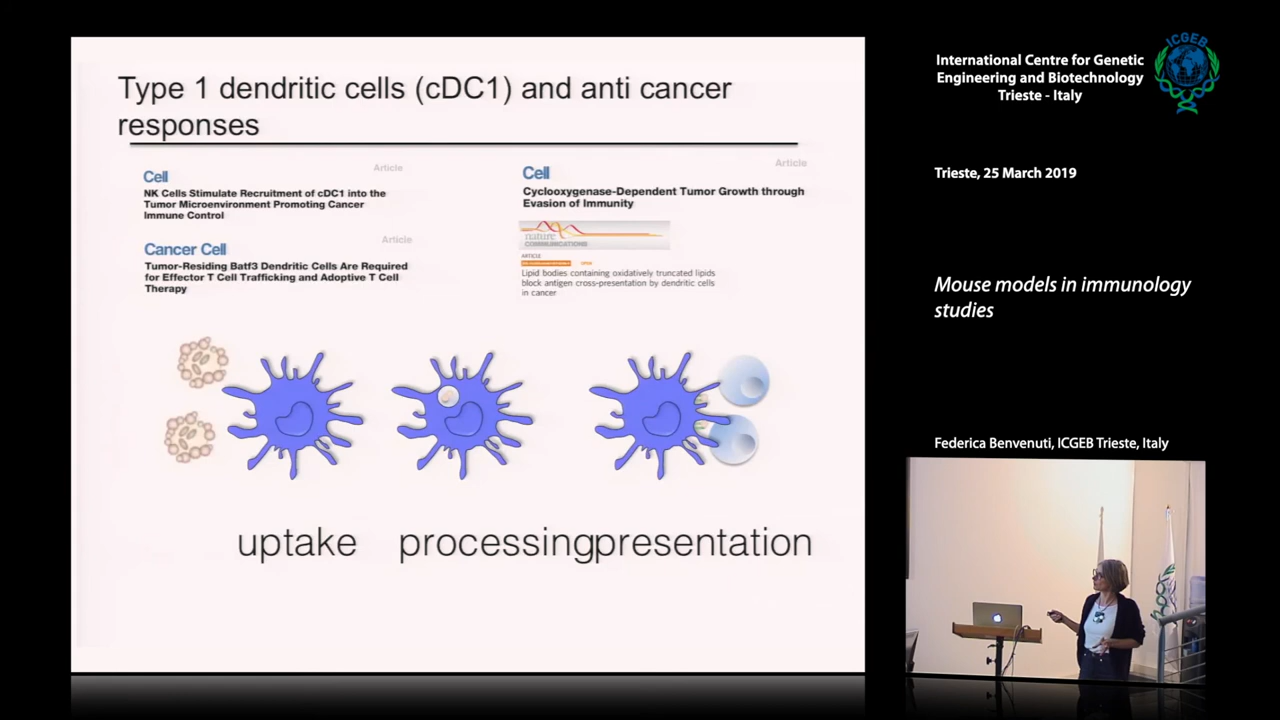 Type 1 dendritic cells (cDC1) and anti cancer
responses
Article
Cell
NK Cells Stimulate Recruitment of cDC1 into the
Tumor Microenvironment Promoting Cancer
Immune Control
Article
Cancer Cell
Tumor-Residing Batf3 Dendritic Cells Are Required
for Effector T Cell Trafficking and Adoptive T Cell
Therapy
Article
Cell
Cyclooxygenase-Dependent Tumor Growth through
Evasion of Immunity
nature
COMMUNICATIONS
ARTICLE
Lipid bodies containing oxidatively truncated lipids
block antigen cross-presentation by dendritic cells
in cancer
uptake processingpresentation
International Centre for Genetic
Engineering and Biotechnology
Trieste - Italy
ICGEB
Trieste, 25 March 2019
Mouse models in immunology
studies
Federica Benvenuti, ICGEB Trieste, Italy